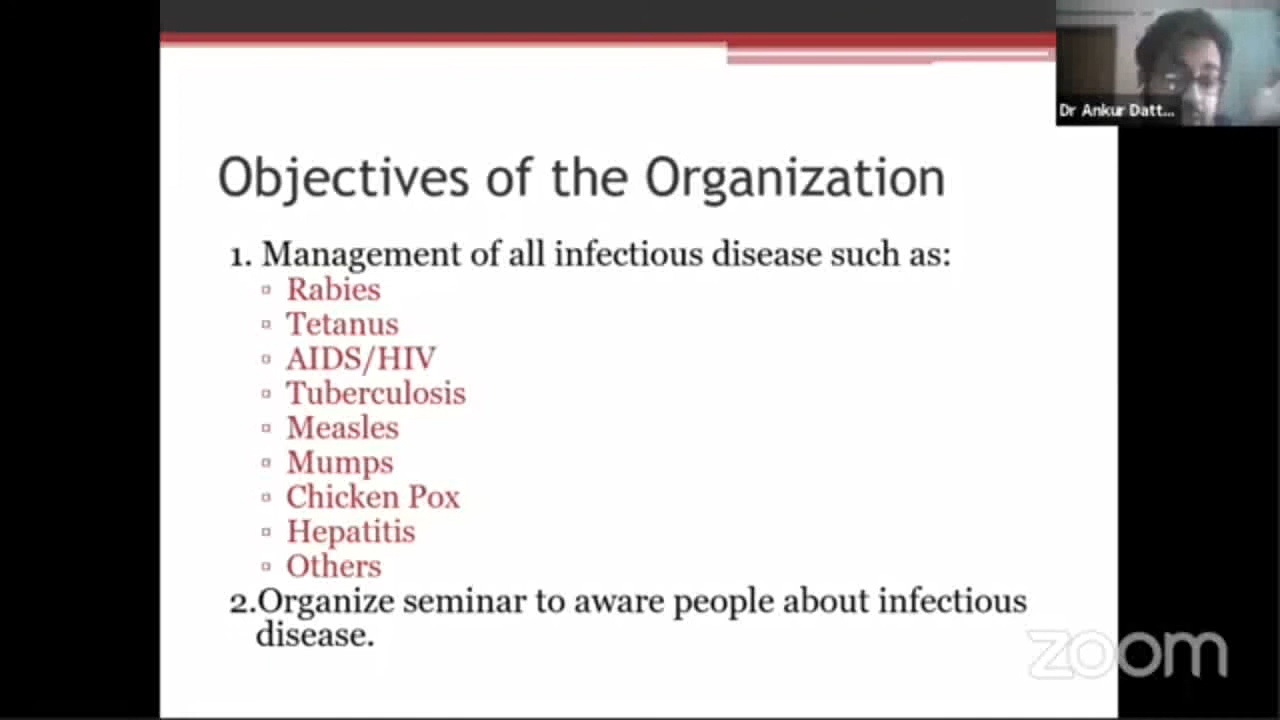 Dr Ankur Datt...
Objectives of the Organization
1. Management of all infectious disease such as:
▫ Rabies
▫ Tetanus
▫ AIDS/HIV
▫ Tuberculosis
▫ Measles
▫ Mumps
▫ Chicken Pox
▫ Hepatitis
▫ Others
2.Organize seminar to aware people about infectious
disease.
zoom